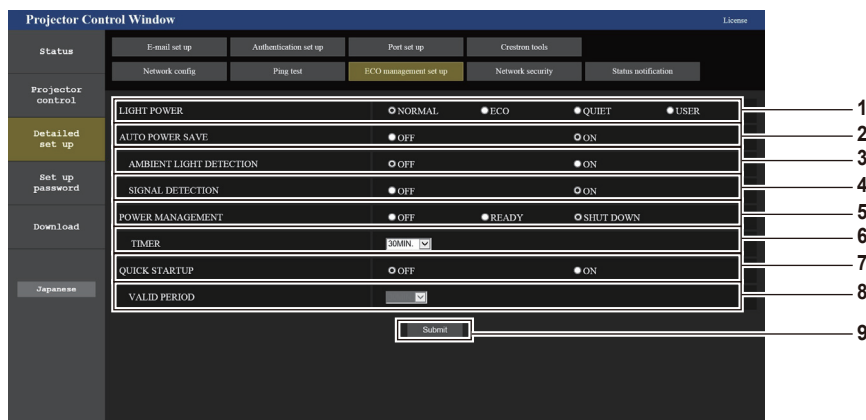 Projector Control Window License
Status E-mail set up Authentication set up Port set up Crestron tools
Network config Ping test ECO management set up Network security Status notification
Projector
control
LIGHT POWER NORMAL ECO QUIET USER 1
Detailed
set up
AUTO POWER SAVE OFF ON 2
AMBIENT LIGHT DETECTION OFF ON 3
Set up
password
SIGNAL DETECTION OFF ON 4
POWER MANAGEMENT OFF READY SHUT DOWN 5
Download
TIMER 30MIN. 6
QUICK STARTUP OFF ON 7
Japanese
VALID PERIOD 8
Submit 9